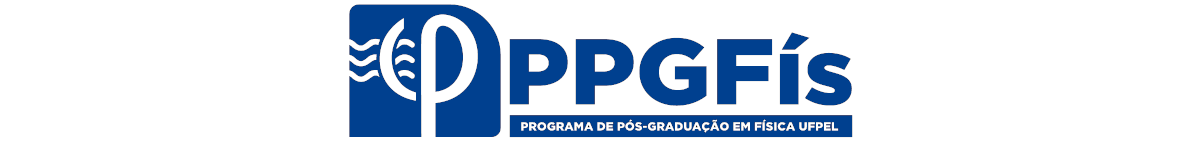 PPGFís
PROGRAMA DE PÓS-GRADUAÇÃO EM FÍSICA UFPEL